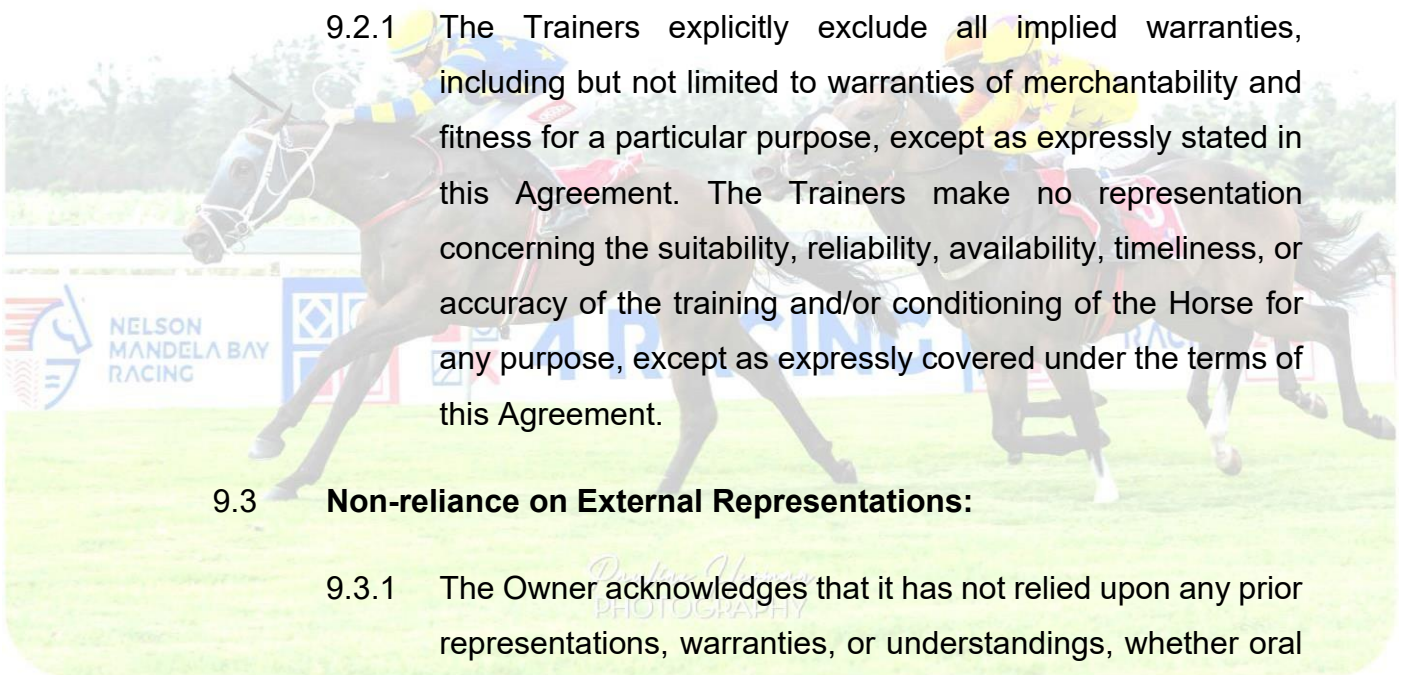 9.2.1 The Trainers explicitly exclude all implied warranties,
including but not limited to warranties of merchantability and
fitness for a particular purpose, except as expressly stated in
this Agreement. The Trainers make no representation
concerning the suitability, reliability, availability, timeliness, or
accuracy of the training and/or conditioning of the Horse for
any purpose, except as expressly covered under the terms of
this Agreement.
NELSON
MANDELA BAY
RACING
4 RACING
9.3 Non-reliance on External Representations:
9.3.1 The Owner acknowledges that it has not relied upon any prior
PHOTOGRAPHY
representations, warranties, or understandings, whether oral